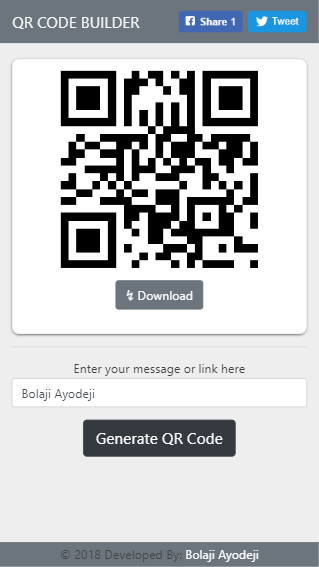 QR CODE BUILDER
Share 1
Tweet
Download
Enter your message or link here
Bolaji Ayodeji
Generate QR Code
© 2018 Developed By: Bolaji Ayodeji